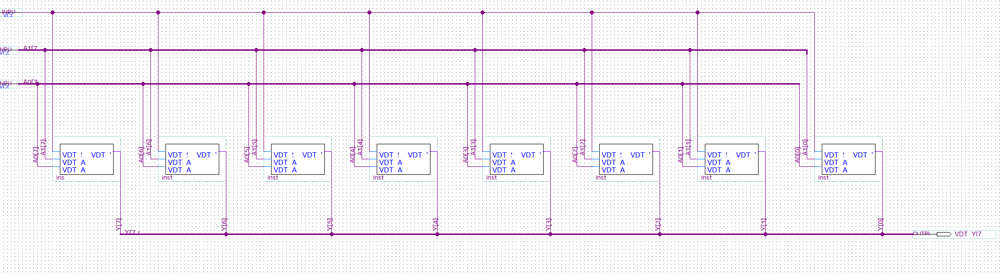 INPU
VCC
A1[7
INPU
VCC
A0[7
A0[7] A1[7] VDT VDT
VDT A
VDT A
ins
A0[6] A1[6] VDT VDT
VDT A
VDT A
inst
A0[5] A1[5] VDT VDT
VDT A
VDT A
inst
A0[4] A1[4] VDT VDT
VDT A
VDT A
inst
A0[3] A1[3] VDT VDT
VDT A
VDT A
inst
A0[2] A1[2] VDT VDT
VDT A
VDT A
inst
A0[1] A1[1] VDT VDT
VDT A
VDT A
inst
A0[0] A1[0] VDT VDT
VDT A
VDT A
inst
Y[7] Y[6] Y[5] Y[4] Y[3] Y[2] Y[1] Y[0]
Y[7
OUTPU
VDT Y[7